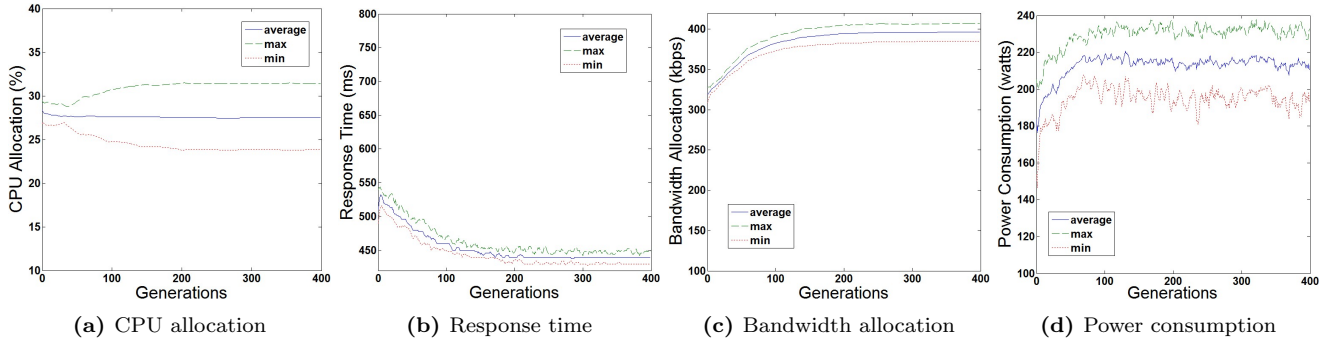 40
35
30
25
20
15
10
CPU Allocation (%)
average
max
min
0
100
200
300
400
Generations
(a) CPU allocation
800
750
700
650
600
550
500
450
Response Time (ms)
average
max
min
0
100
200
300
400
Generations
(b) Response time
450
400
350
300
250
200
150
100
Bandwidth Allocation (kbps)
average
max
min
0
100
200
300
400
Generations
(c) Bandwidth allocation
240
220
200
180
160
140
120
100
Power Consumption (watts)
average
max
min
0
100
200
300
400
Generations
(d) Power consumption